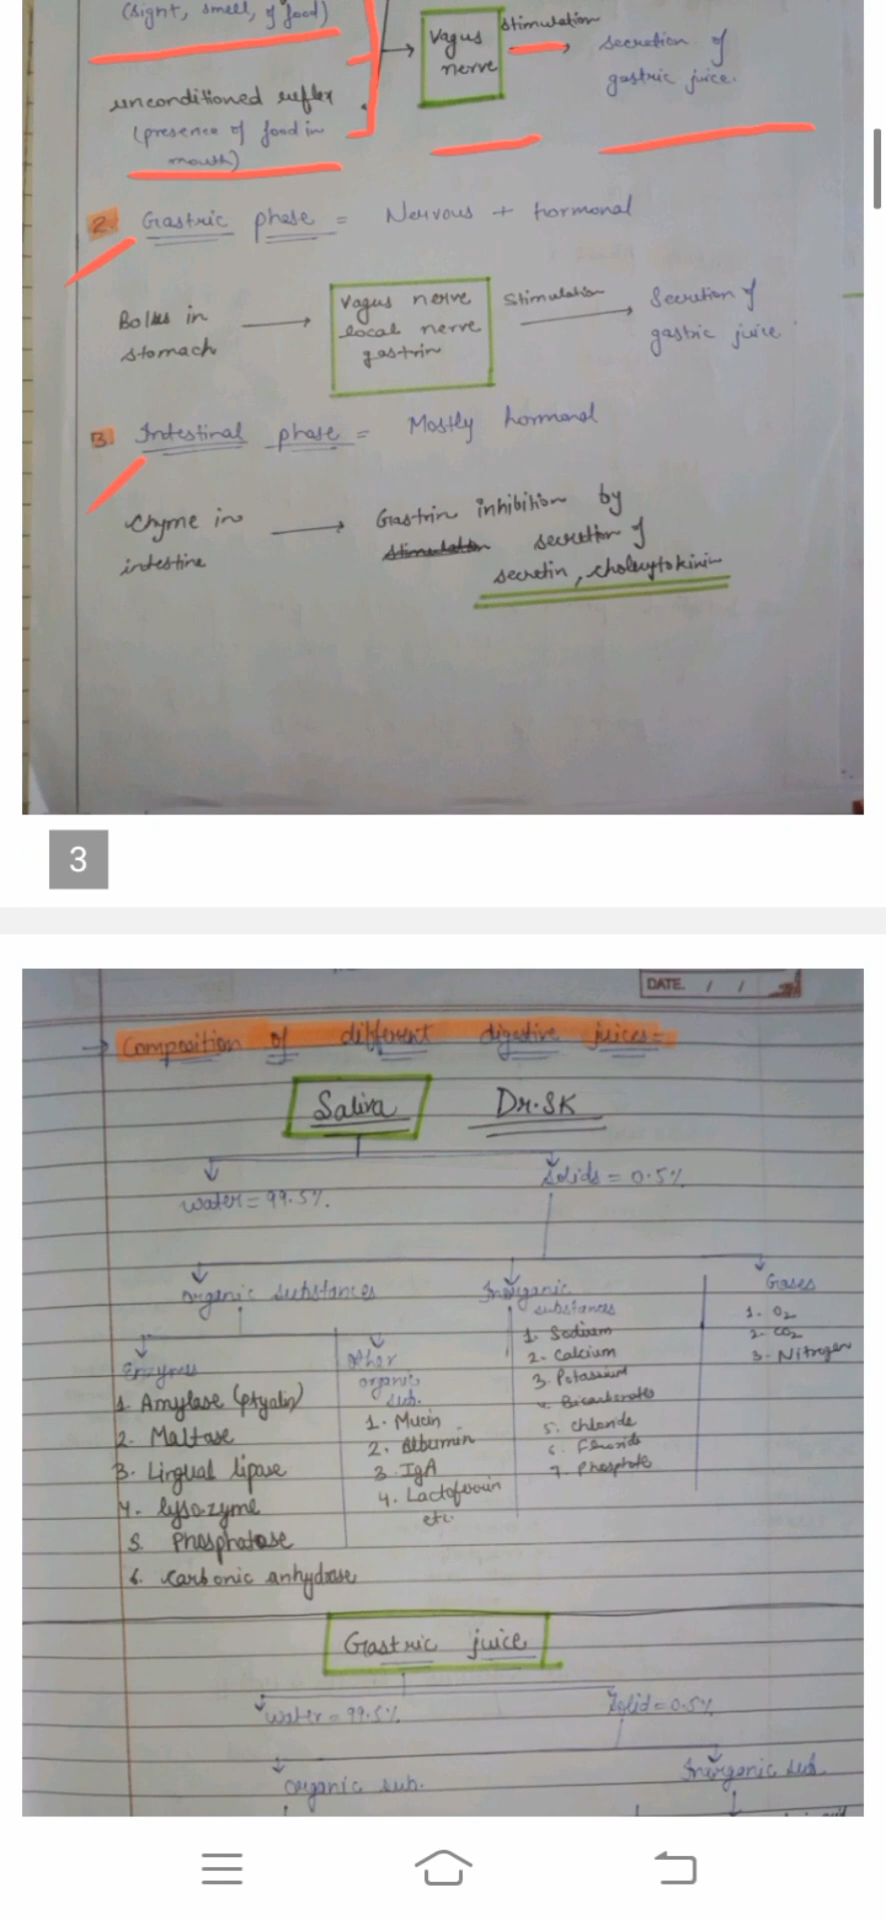 (sight, smell, of food)
Vagus
nerve
stimulation
secretion of
gastric juice.
unconditioned reflex
(presence of food in
mouth)
2. Gastric phase = Nervous + hormonal
Bolus in
stomach
Vagus nerve
local nerve
gastrin
Stimulation
Secretion of
gastric juice.
3. Intestinal phase = Mostly hormonal
Chyme in
intestine
Gastrin inhibition by
secretion of
secretin, cholecytokinin
3
DATE / /
→ Composition of different digestive juices =
Saliva
Dr. SK
Water = 99.5%.
Solids = 0.5%
Organic substances
Inorganic
substances
Gases
1. O2
2. CO2
3. Nitrogen
Enzymes
1. Amylase (ptyalin)
2. Maltase
3. Lingual lipase
4. lysozyme
5. Phosphatase
6. carbonic anhydrase
Other
organic
sub.
1. Mucin
2. Albumin
3. IgA
4. Lactoferrin
etc.
1. Sodium
2. Calcium
3. Potassium
4. Bicarbonates
5. chloride
6. Fluoride
7. Phosphate
Gastric juice
Water = 99.5%.
Solid = 0.5%
Organic sub.
Inorganic sub.